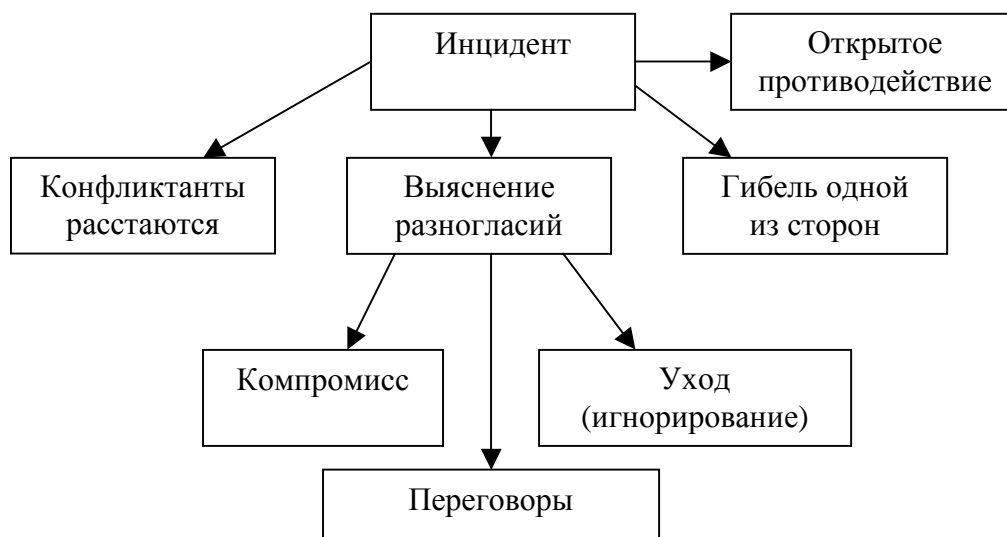 Инцидент
Открытое
противодействие
Конфликтанты
расстаются
Выяснение
разногласий
Гибель одной
из сторон
Компромисс
Уход
(игнорирование)
Переговоры